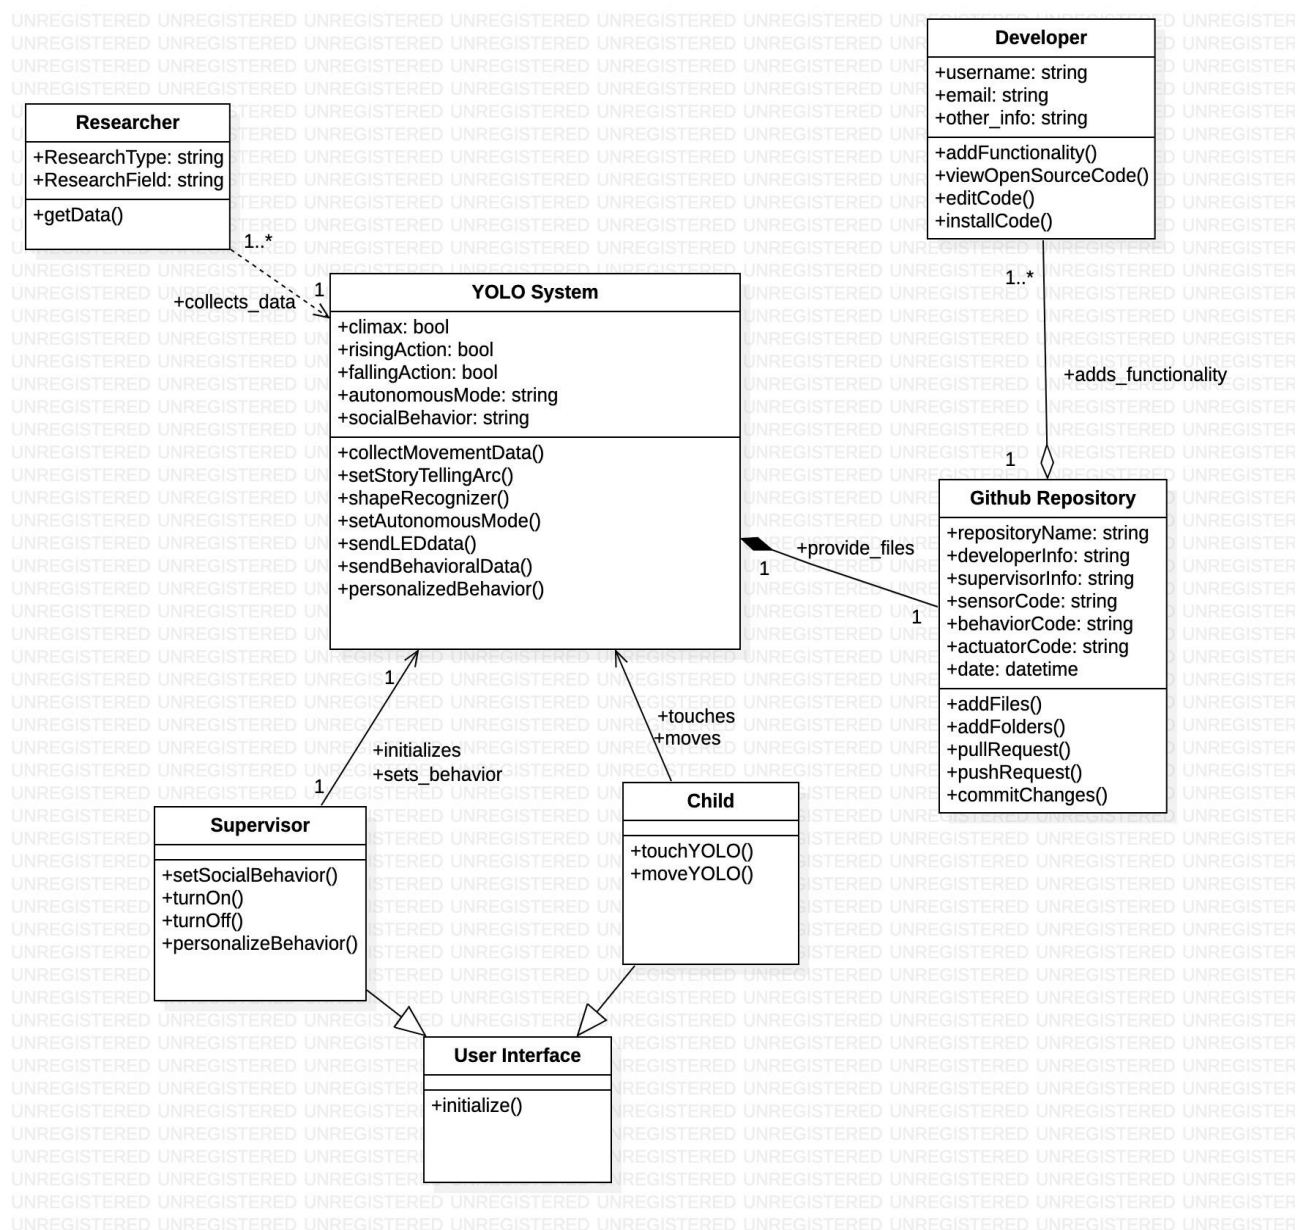 Developer
+username: string
+email: string
+other_info: string
+addFunctionality()
+viewOpenSourceCode()
+editCode()
+installCode()
Researcher
+ResearchType: string
+ResearchField: string
+getData()
1..*
+collects_data
1
YOLO System
+climax: bool
+risingAction: bool
+fallingAction: bool
+autonomousMode: string
+socialBehavior: string
+collectMovementData()
+setStoryTellingArc()
+shapeRecognizer()
+setAutonomousMode()
+sendLEDdata()
+sendBehavioralData()
+personalizedBehavior()
1..*
+adds_functionality
1
+provide_files
1
1
Github Repository
+repositoryName: string
+developerInfo: string
+supervisorInfo: string
+sensorCode: string
+behaviorCode: string
+actuatorCode: string
+date: datetime
+addFiles()
+addFolders()
+pullRequest()
+pushRequest()
+commitChanges()
1
+initializes
+sets_behavior
1
+touches
+moves
Supervisor
+setSocialBehavior()
+turnOn()
+turnOff()
+personalizeBehavior()
Child
+touchYOLO()
+moveYOLO()
User Interface
+initialize()